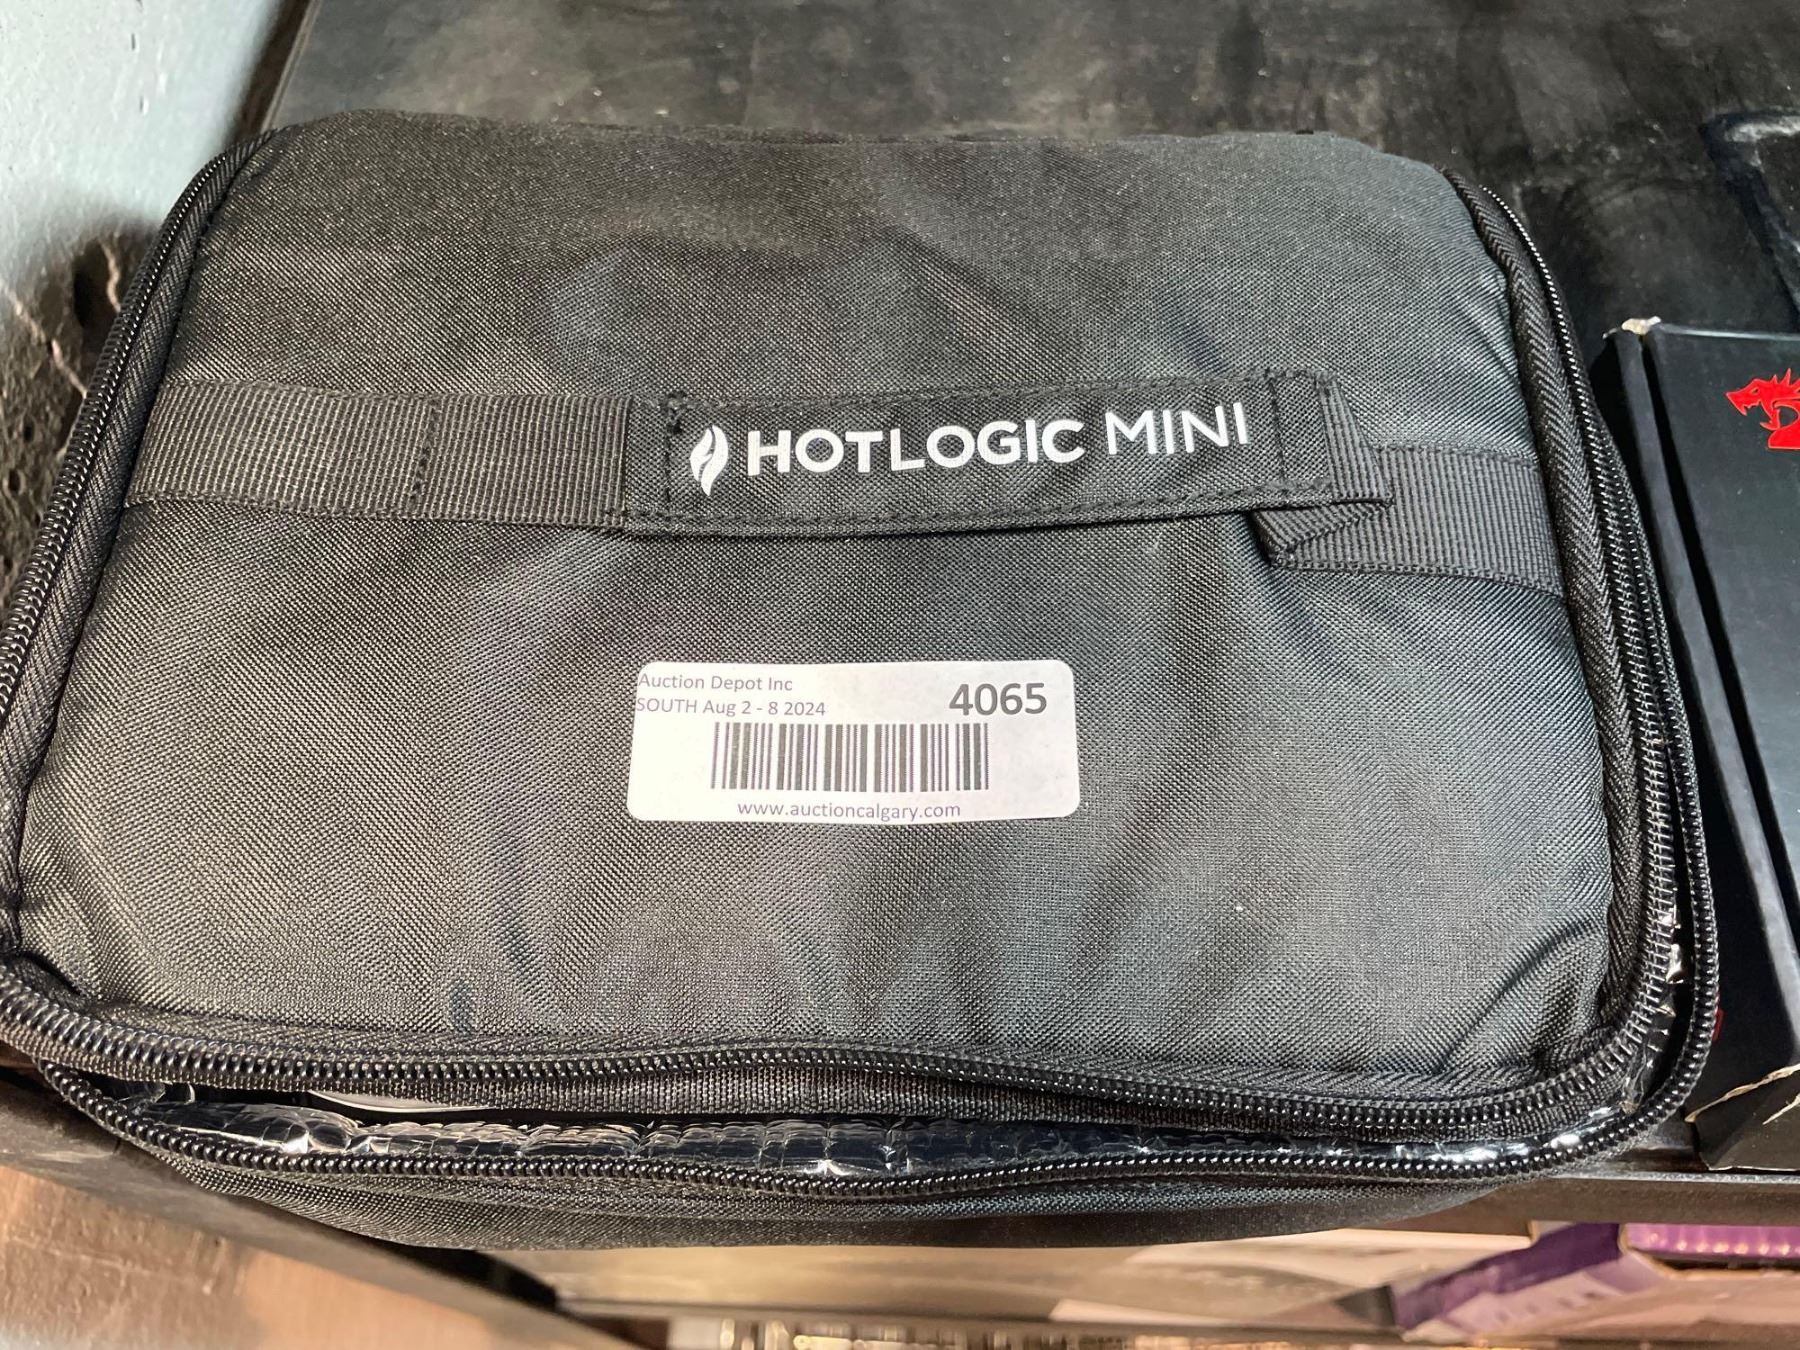 HOTLOGIC MINI
Auction Depot Inc
SOUTH Aug 2 - 8 2024
4065
www.auctioncalgary.com